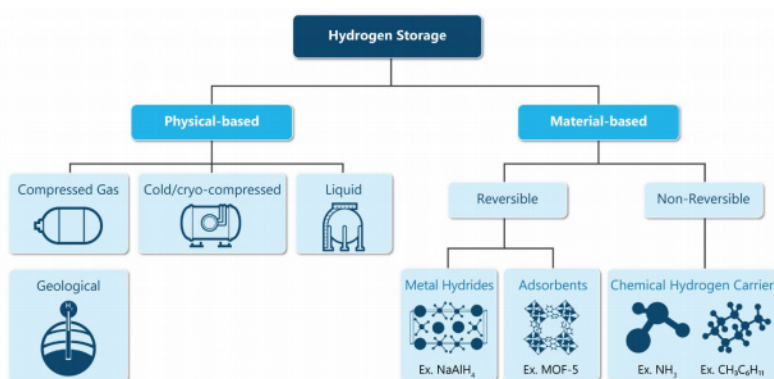 Hydrogen Storage
Physical-based
Material-based
Compressed Gas
Cold/cryo-compressed
Liquid
Reversible
Non-Reversible
Geological
H₂
Metal Hydrides
Adsorbents
Chemical Hydrogen Carrier
Ex. NaAlH₄
Ex. MOF-5
Ex. NH₃
Ex. CH₃C₆H₁₁